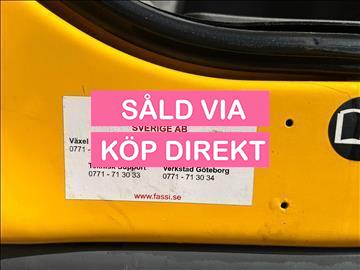 SVERIGE AB
SÅLD VIA
Växel
0771 -
KÖP DIREKT
Teknisk Support Verkstad Göteborg
0771 - 71 30 33 0771 - 71 30 34
www.fassi.se